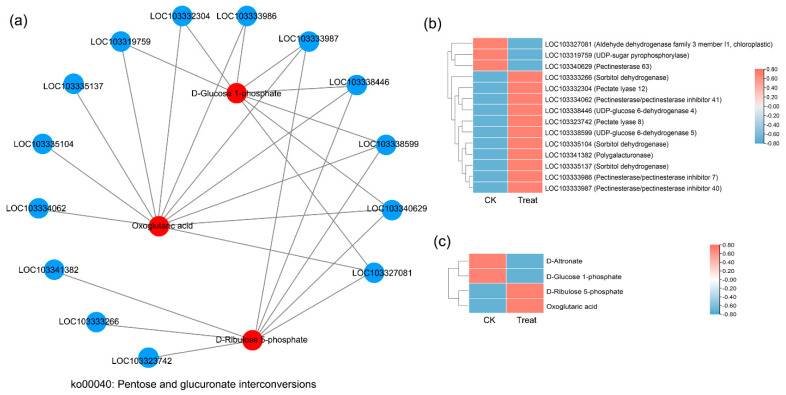 (a)
LOC103332304
LOC103333986
LOC103319759
LOC103333987
LOC103335137
D-Glucose 1-phosphate
LOC103338446
LOC103335104
LOC103338599
LOC103334062
Oxoglutaric acid
LOC103340629
LOC103341382
LOC103327081
LOC103333266
D-Ribulose 5-phosphate
LOC103323742
ko00040: Pentose and glucuronate interconversions
(b)
LOC103327081 (Aldehyde dehydrogenase family 3 member I1, chloroplastic)
LOC103319759 (UDP-sugar pyrophosphorylase)
LOC103340629 (Pectinesterase 63)
LOC103333266 (Sorbitol dehydrogenase)
LOC103332304 (Pectate lyase 12)
LOC103334062 (Pectinesterase/pectinesterase inhibitor 41)
LOC103338446 (UDP-glucose 6-dehydrogenase 4)
LOC103323742 (Pectate lyase 8)
LOC103338599 (UDP-glucose 6-dehydrogenase 5)
LOC103335104 (Sorbitol dehydrogenase)
LOC103341382 (Polygalacturonase)
LOC103335137 (Sorbitol dehydrogenase)
LOC103333986 (Pectinesterase/pectinesterase inhibitor 7)
LOC103333987 (Pectinesterase/pectinesterase inhibitor 40)
CK Treat
0.80
0.60
0.40
0.20
0.00
-0.20
-0.40
-0.60
-0.80
(c)
D-Altronate
D-Glucose 1-phosphate
D-Ribulose 5-phosphate
Oxoglutaric acid
CK Treat
0.80
0.60
0.40
0.20
0.00
-0.20
-0.40
-0.60
-0.80